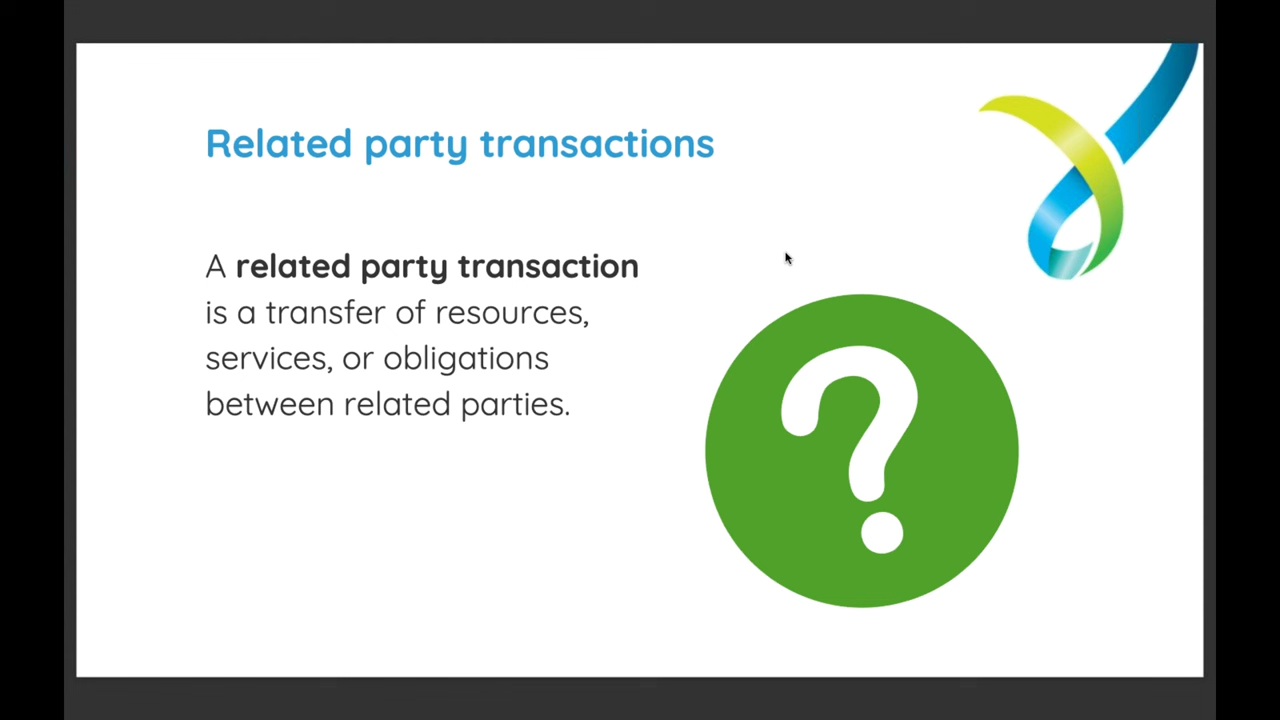 Related party transactions
A related party transaction
is a transfer of resources,
services, or obligations
between related parties.
?